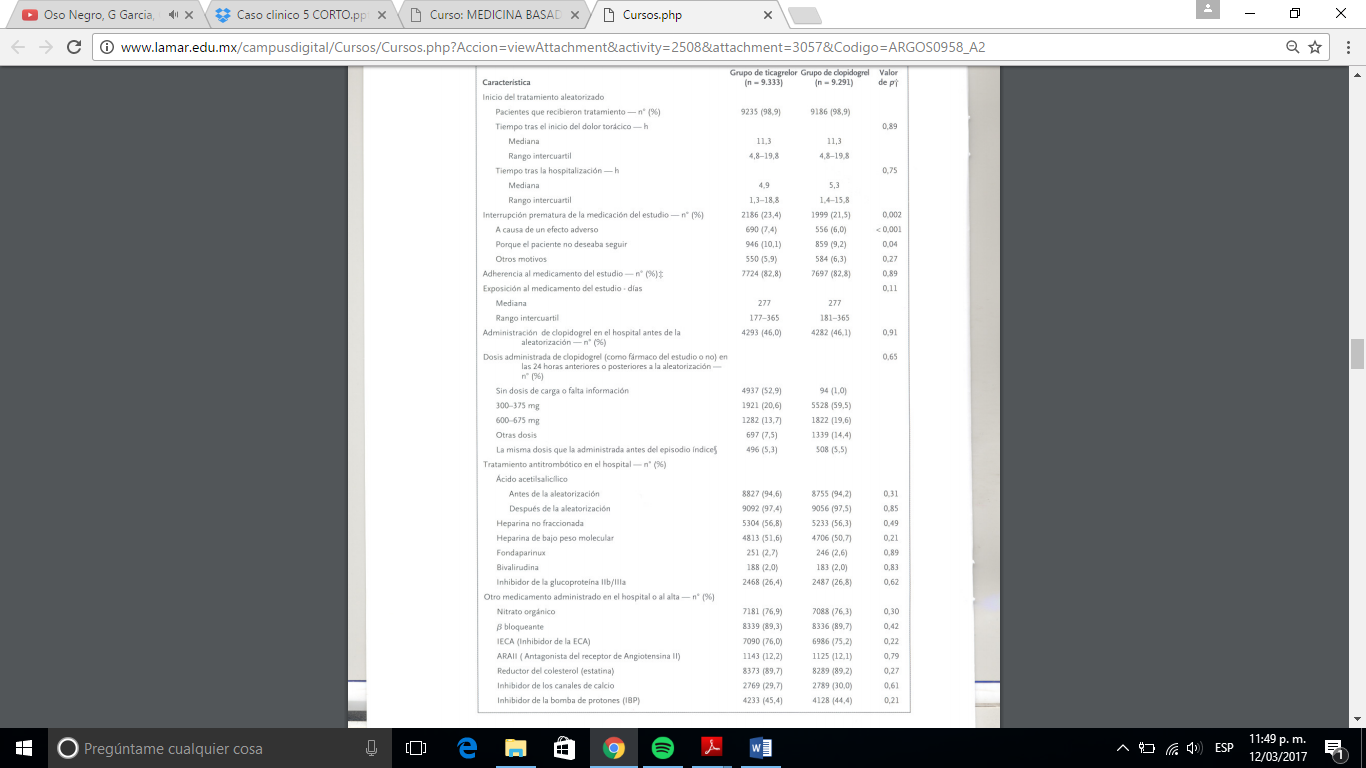 Oso Negro, G Garcia,
Caso clinico 5 CORTO.pp
Curso: MEDICINA BASAD
Cursos.php
www.lamar.edu.mx/campusdigital/Cursos/Cursos.php?Accion=viewAttachment&activity=2508&attachment=3057&Codigo=ARGOS0958_A2
Grupo de ticagrelor Grupo de clopidogrel Valor
Característica (n = 9.333) (n = 9.291) de p†
Inicio del tratamiento aleatorizado
Pacientes que recibieron tratamiento — n° (%) 9235 (98,9) 9186 (98,9)
Tiempo tras el inicio del dolor torácico — h 0,89
Mediana 11,3 11,3
Rango intercuartil 4,8–19,8 4,8–19,8
Tiempo tras la hospitalización — h 0,75
Mediana 4,9 5,3
Rango intercuartil 1,3–18,8 1,4–15,8
Interrupción prematura de la medicación del estudio — n° (%) 2186 (23,4) 1999 (21,5) 0,002
A causa de un efecto adverso 690 (7,4) 556 (6,0) < 0,001
Porque el paciente no deseaba seguir 946 (10,1) 859 (9,2) 0,04
Otros motivos 550 (5,9) 584 (6,3) 0,27
Adherencia al medicamento del estudio — n° (%)‡ 7724 (82,8) 7697 (82,8) 0,89
Exposición al medicamento del estudio - días 0,11
Mediana 277 277
Rango intercuartil 177–365 181–365
Administración de clopidogrel en el hospital antes de la 4293 (46,0) 4282 (46,1) 0,91
aleatorización — n° (%)
Dosis administrada de clopidogrel (como fármaco del estudio o no) en 0,65
las 24 horas anteriores o posteriores a la aleatorización —
n° (%)
Sin dosis de carga o falta información 4937 (52,9) 94 (1,0)
300–375 mg 1921 (20,6) 5528 (59,5)
600–675 mg 1282 (13,7) 1822 (19,6)
Otras dosis 697 (7,5) 1339 (14,4)
La misma dosis que la administrada antes del episodio índice§ 496 (5,3) 508 (5,5)
Tratamiento antitrombótico en el hospital — n° (%)
Ácido acetilsalicílico
Antes de la aleatorización 8827 (94,6) 8755 (94,2) 0,31
Después de la aleatorización 9092 (97,4) 9056 (97,5) 0,85
Heparina no fraccionada 5304 (56,8) 5233 (56,3) 0,49
Heparina de bajo peso molecular 4813 (51,6) 4706 (50,7) 0,21
Fondaparinux 251 (2,7) 246 (2,6) 0,89
Bivalirudina 188 (2,0) 183 (2,0) 0,83
Inhibidor de la glucoproteína IIb/IIIa 2468 (26,4) 2487 (26,8) 0,62
Otro medicamento administrado en el hospital o al alta — n° (%)
Nitrato orgánico 7181 (76,9) 7088 (76,3) 0,30
β bloqueante 8339 (89,3) 8336 (89,7) 0,42
IECA (Inhibidor de la ECA) 7090 (76,0) 6986 (75,2) 0,22
ARAII ( Antagonista del receptor de Angiotensina II) 1143 (12,2) 1125 (12,1) 0,79
Reductor del colesterol (estatina) 8373 (89,7) 8289 (89,2) 0,27
Inhibidor de los canales de calcio 2769 (29,7) 2789 (30,0) 0,61
Inhibidor de la bomba de protones (IBP) 4233 (45,4) 4128 (44,4) 0,21
Pregúntame cualquier cosa
ESP
11:49 p. m.
12/03/2017
1